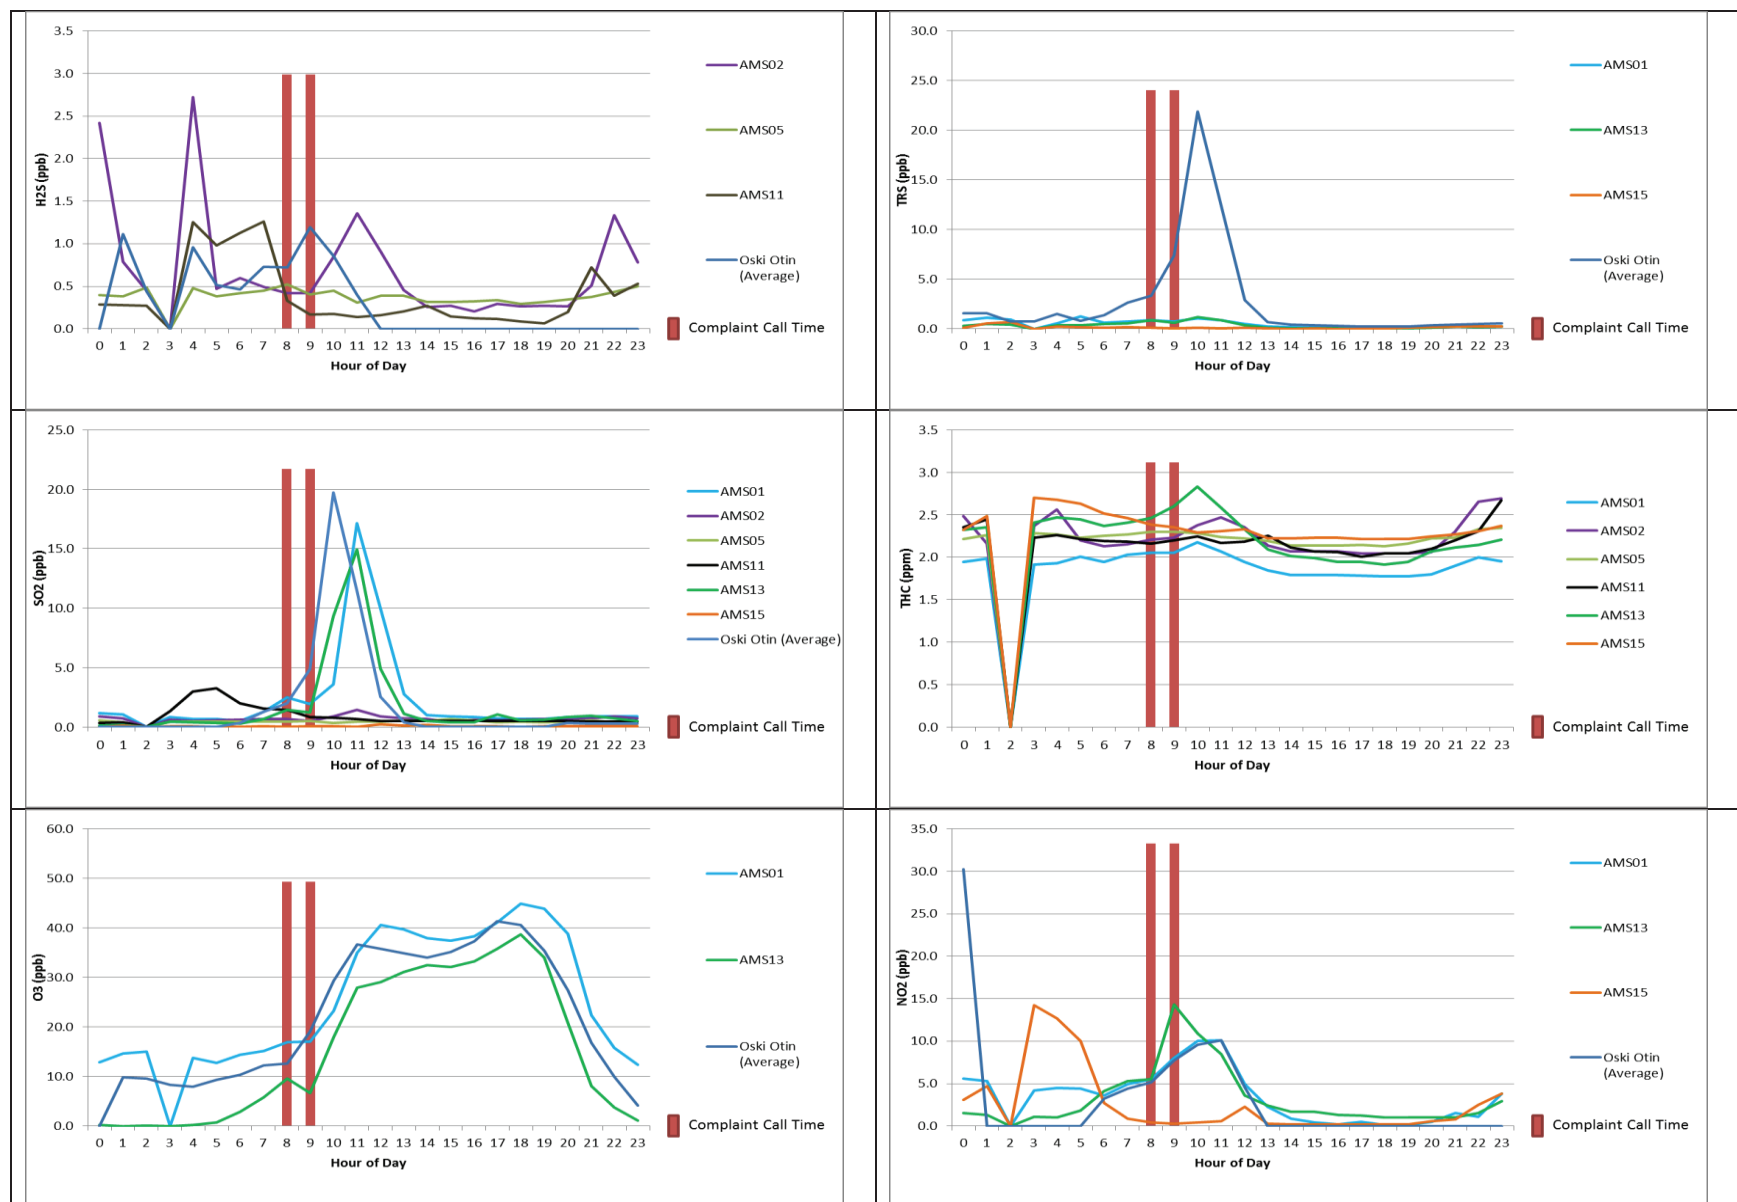 3.5
3.0
2.5
2.0
1.5
1.0
0.5
0.0
H2S (ppb)
0 1 2 3 4 5 6 7 8 9 10 11 12 13 14 15 16 17 18 19 20 21 22 23
Hour of Day
AMS02
AMS05
AMS11
Oski Otin
(Average)
Complaint Call Time
30.0
25.0
20.0
15.0
10.0
5.0
0.0
TRS (ppb)
0 1 2 3 4 5 6 7 8 9 10 11 12 13 14 15 16 17 18 19 20 21 22 23
Hour of Day
AMS01
AMS13
AMS15
Oski Otin
(Average)
Complaint Call Time
25.0
20.0
15.0
10.0
5.0
0.0
SO2 (ppb)
0 1 2 3 4 5 6 7 8 9 10 11 12 13 14 15 16 17 18 19 20 21 22 23
Hour of Day
AMS01
AMS02
AMS05
AMS11
AMS13
AMS15
Oski Otin (Average)
Complaint Call Time
3.5
3.0
2.5
2.0
1.5
1.0
0.5
0.0
THC (ppm)
0 1 2 3 4 5 6 7 8 9 10 11 12 13 14 15 16 17 18 19 20 21 22 23
Hour of Day
AMS01
AMS02
AMS05
AMS11
AMS13
AMS15
Complaint Call Time
60.0
50.0
40.0
30.0
20.0
10.0
0.0
O3 (ppb)
0 1 2 3 4 5 6 7 8 9 10 11 12 13 14 15 16 17 18 19 20 21 22 23
Hour of Day
AMS01
AMS13
Oski Otin
(Average)
Complaint Call Time
35.0
30.0
25.0
20.0
15.0
10.0
5.0
0.0
NO2 (ppb)
0 1 2 3 4 5 6 7 8 9 10 11 12 13 14 15 16 17 18 19 20 21 22 23
Hour of Day
AMS01
AMS13
AMS15
Oski Otin
(Average)
Complaint Call Time